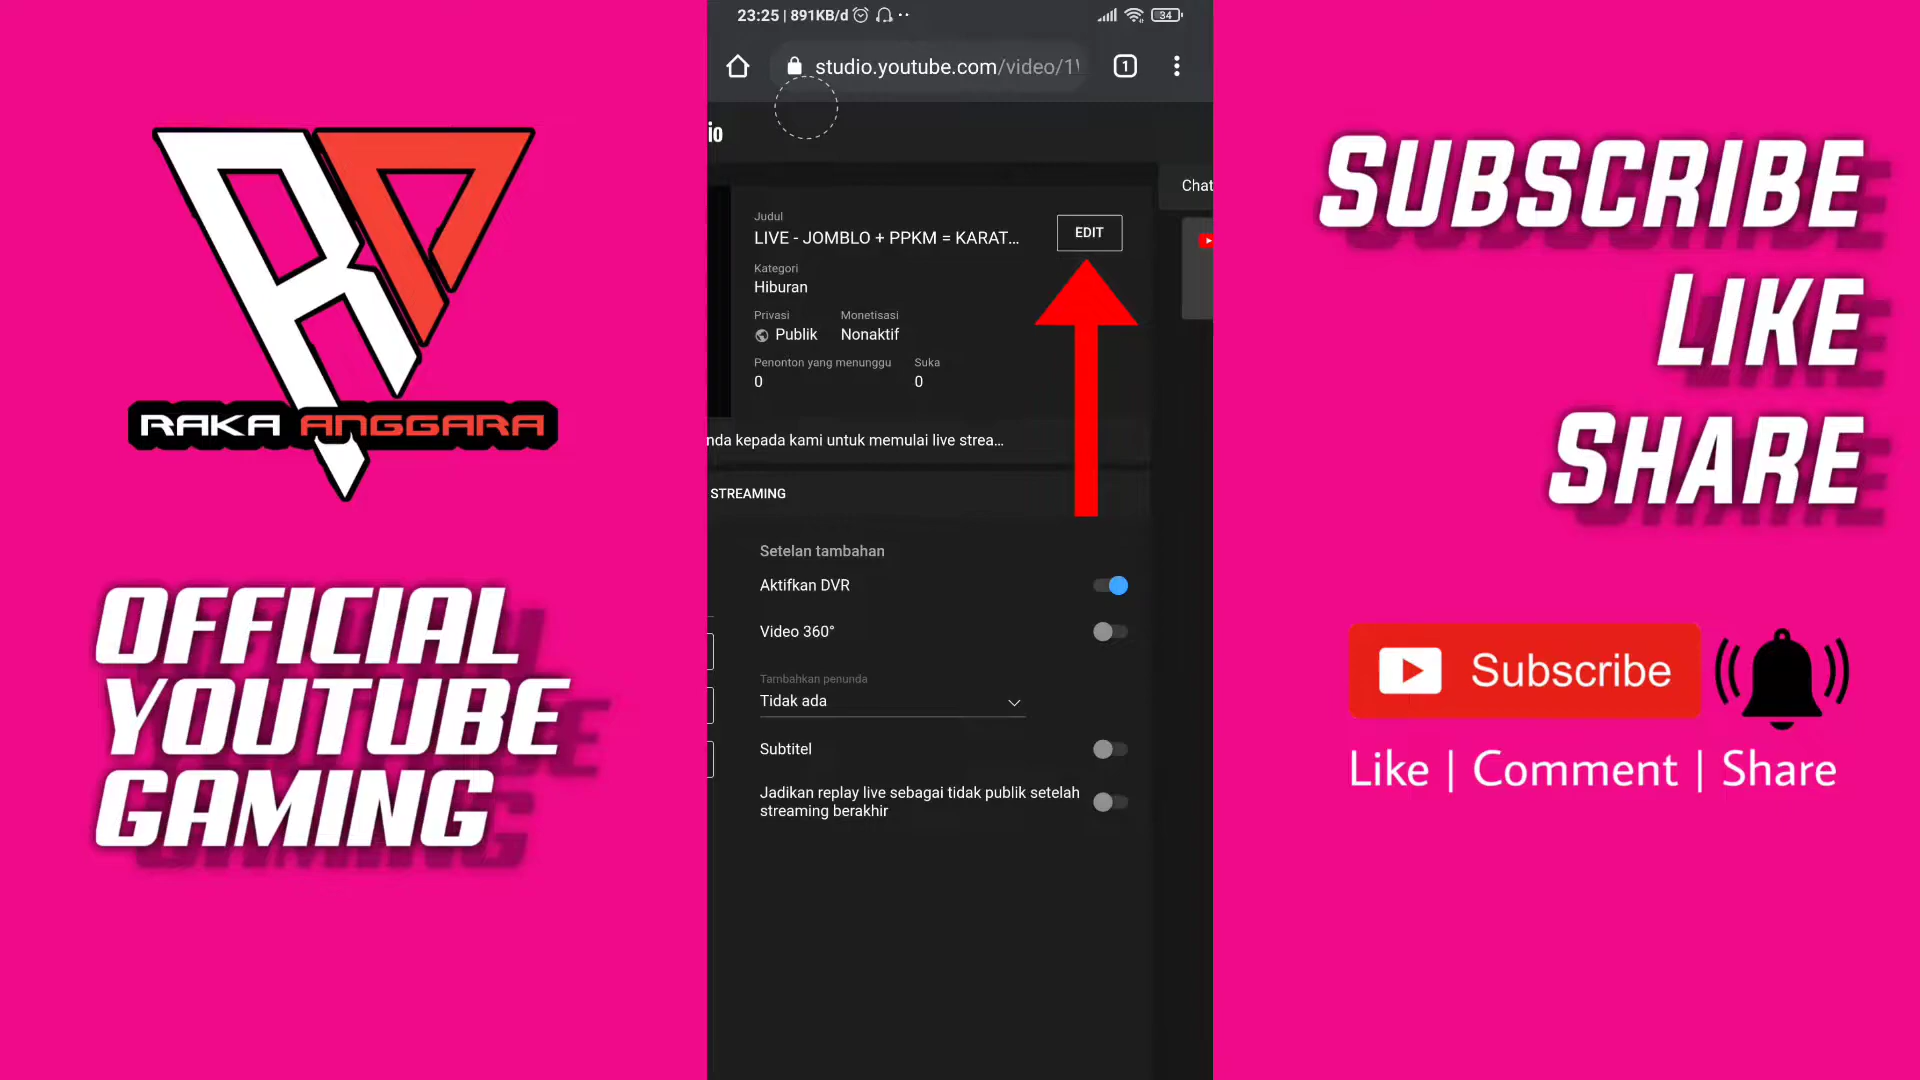 RAKA ANGGARA
OFFICIAL
YOUTUBE
GAMING
23:25 | 891KB/d
34
studio.youtube.com/video/1
1
io
Chat
Judul
LIVE - JOMBLO + PPKM = KARAT...
EDIT
Kategori
Hiburan
Privasi
Monetisasi
Publik
Nonaktif
Penonton yang menunggu
Suka
0
0
nda kepada kami untuk memulai live strea...
STREAMING
Setelan tambahan
Aktifkan DVR
Video 360°
Tambahkan penunda
Tidak ada
Subtitel
Jadikan replay live sebagai tidak publik setelah
streaming berakhir
SUBSCRIBE
LIKE
SHARE
Subscribe
Like | Comment | Share